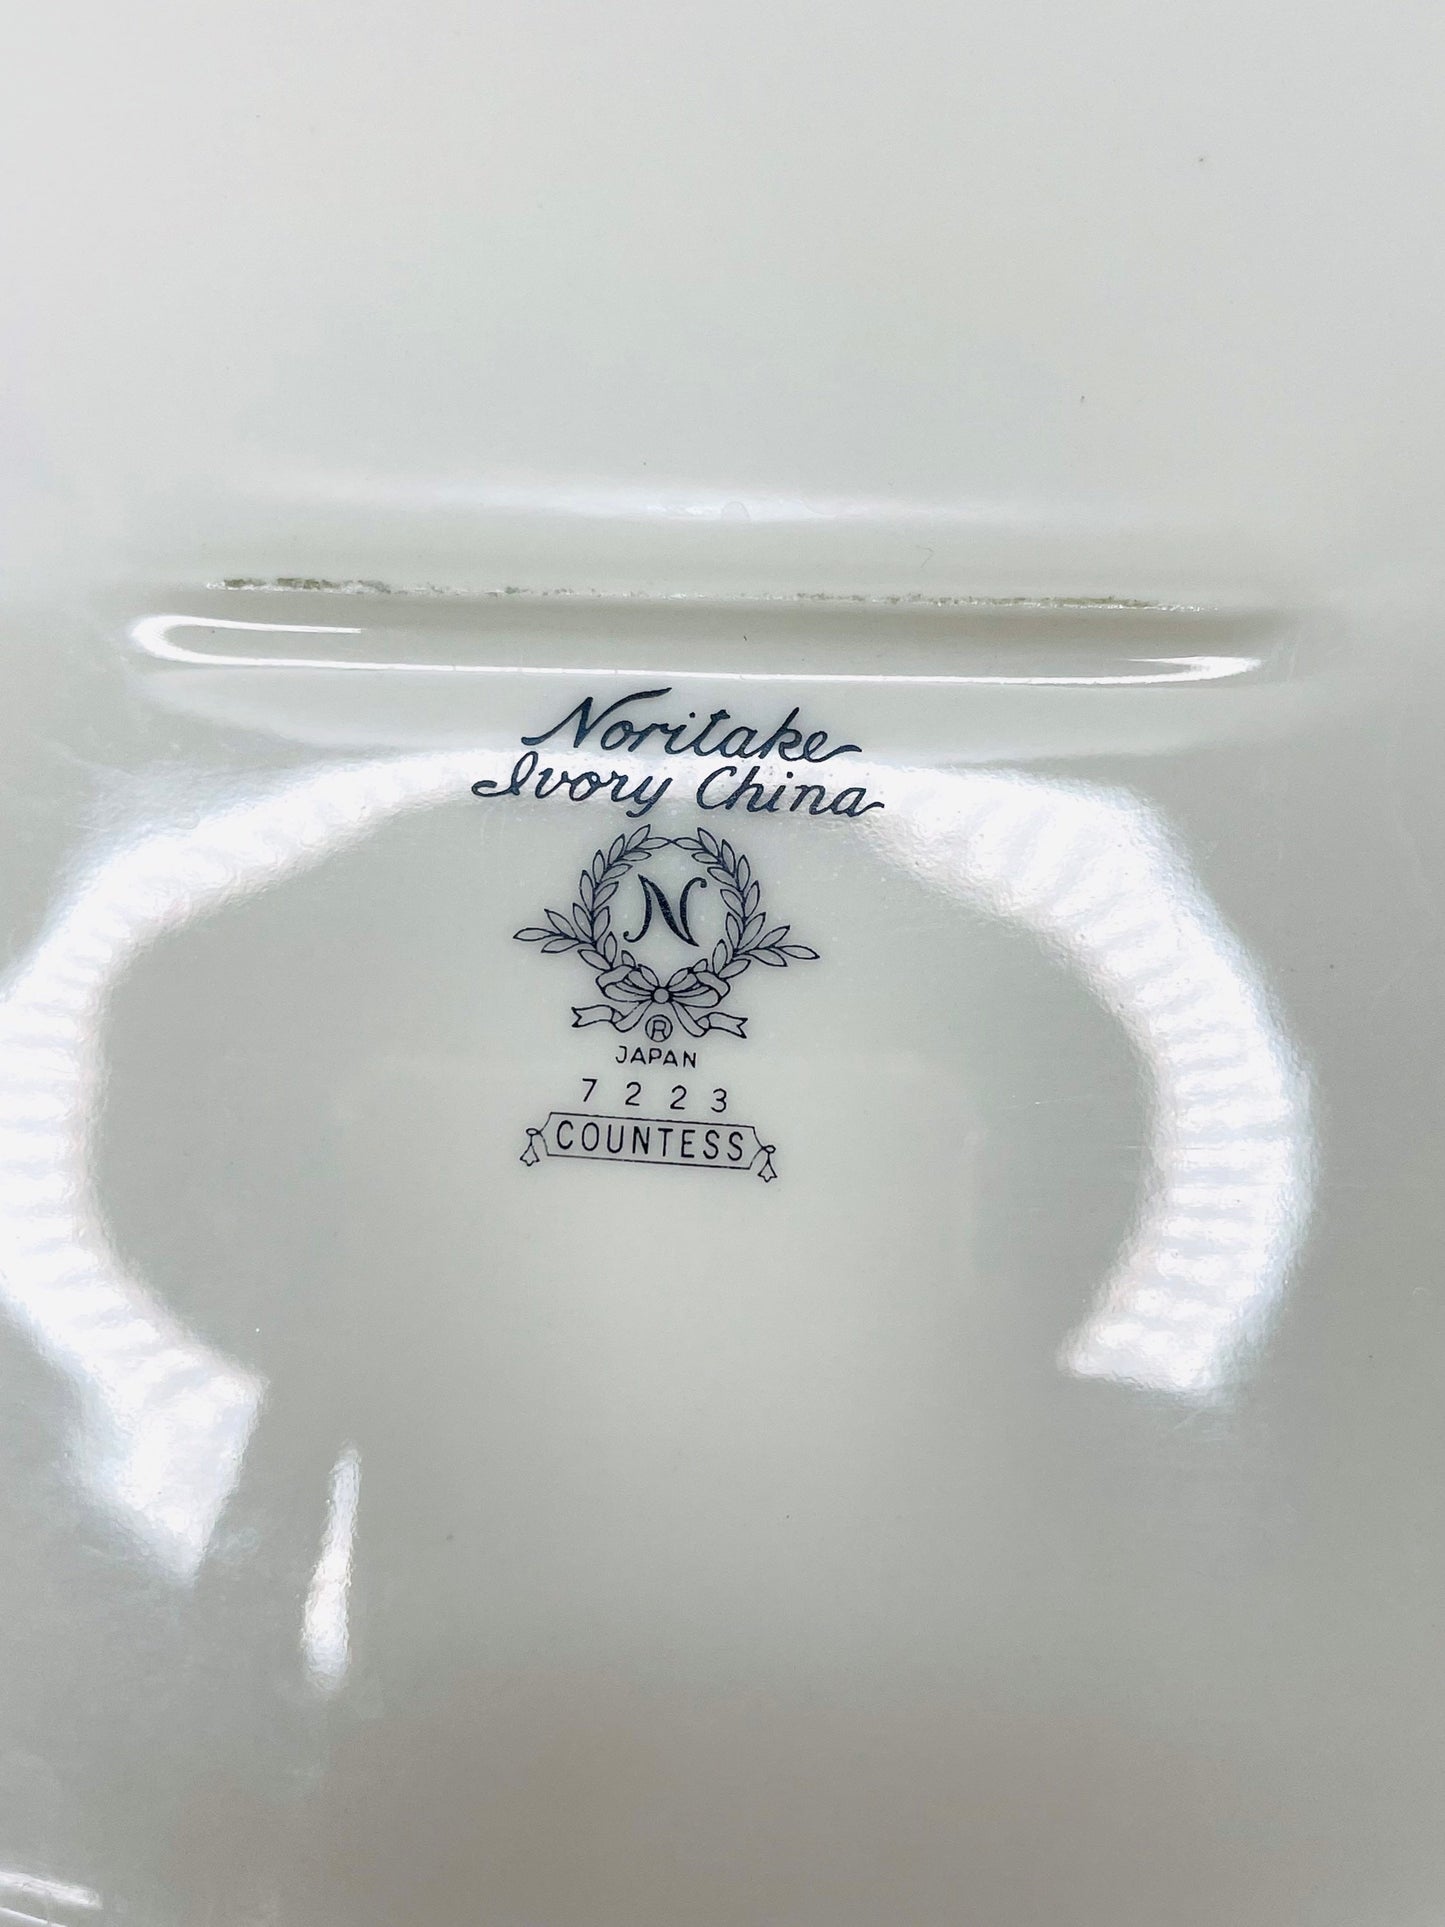 Noritake
Ivory China
N
®
JAPAN
7223
COUNTESS